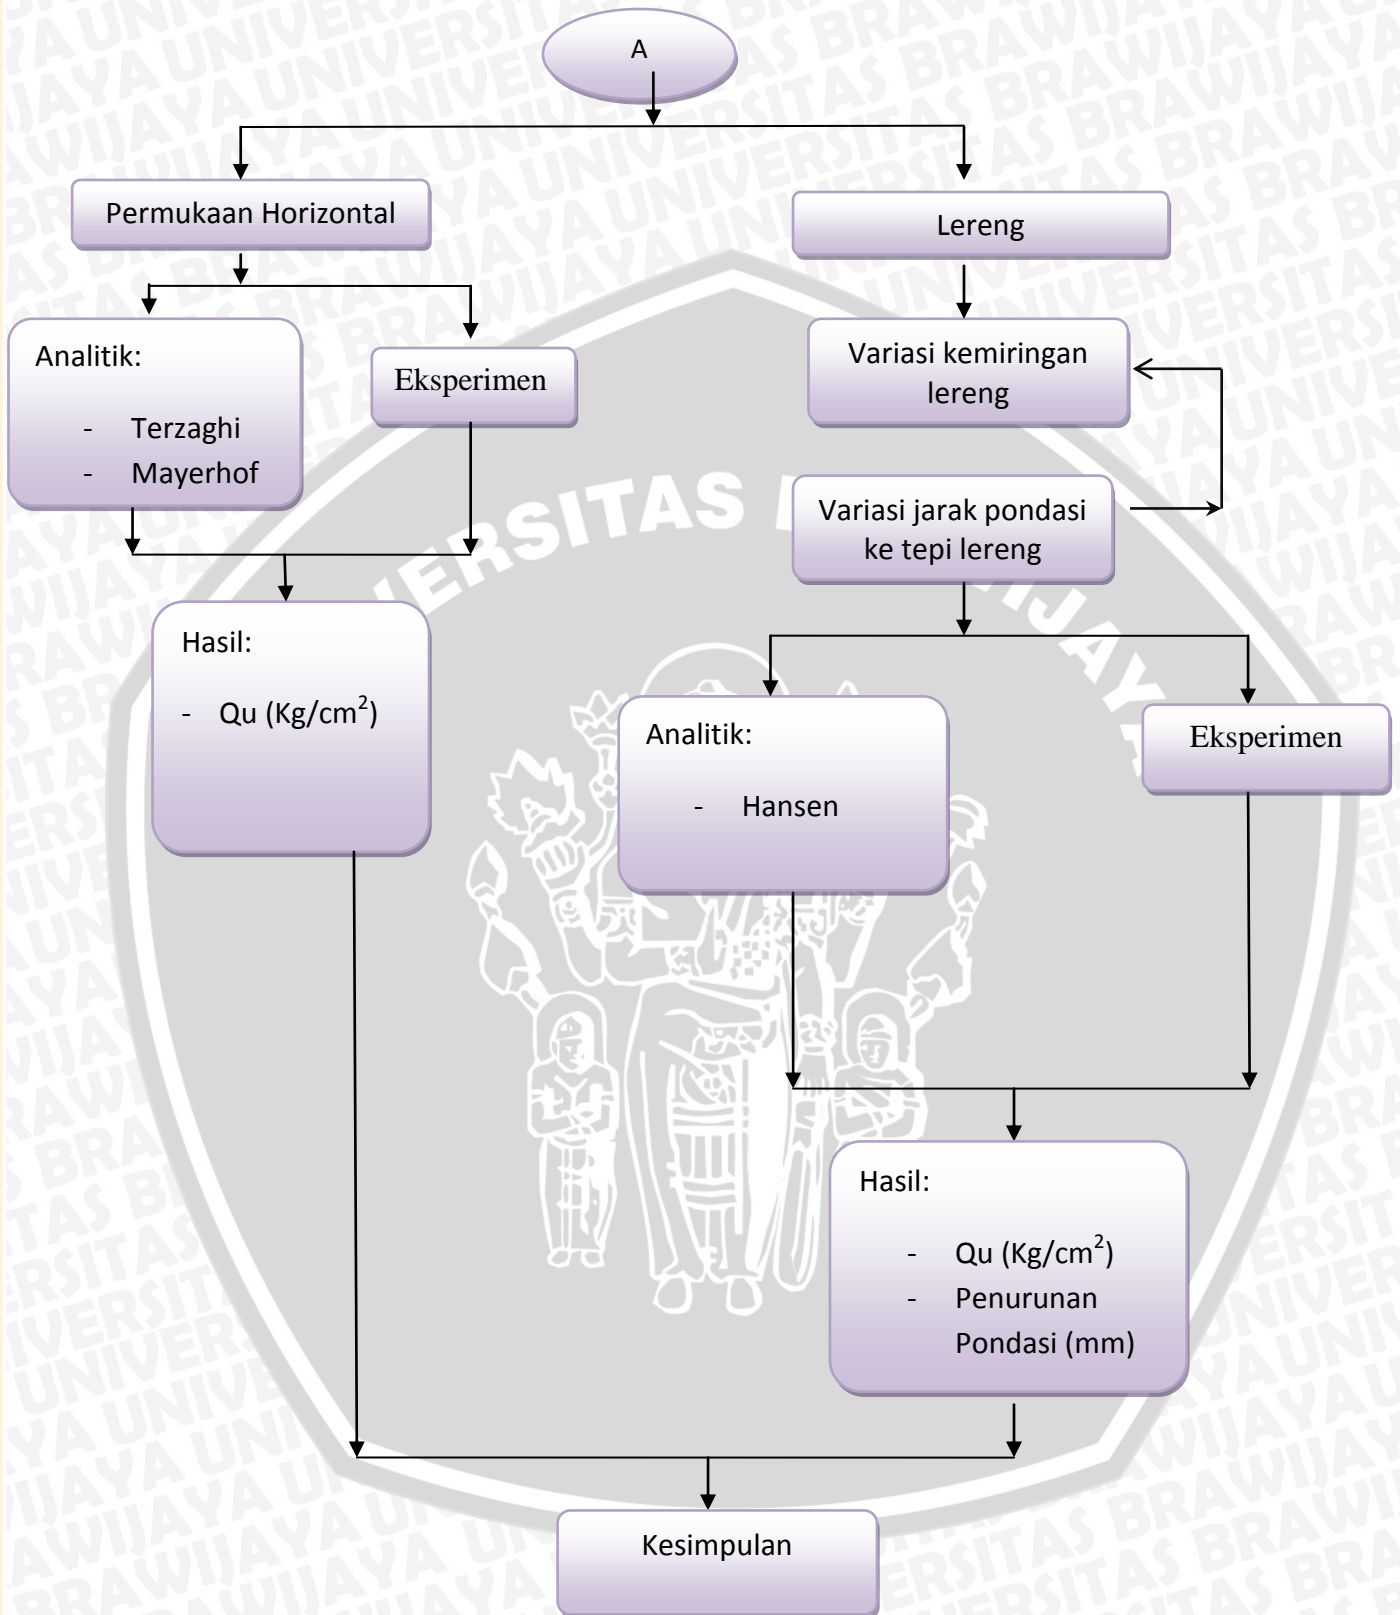 A
Permukaan Horizontal
Lereng
Analitik:
- Terzaghi
- Mayerhof
Eksperimen
Variasi kemiringan
lereng
Variasi jarak pondasi
ke tepi lereng
Hasil:
- Qu (Kg/cm²)
Analitik:
- Hansen
Eksperimen
Hasil:
- Qu (Kg/cm²)
- Penurunan
Pondasi (mm)
Kesimpulan